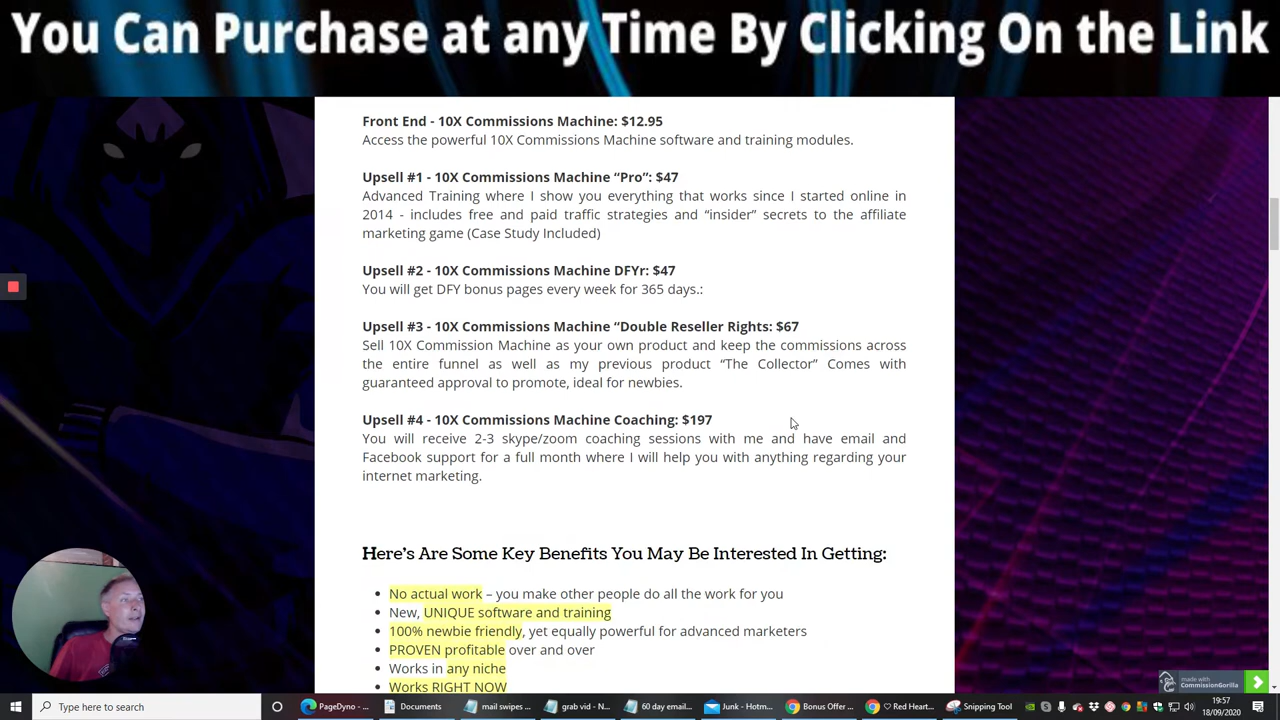 You Can Purchase at any Time By Clicking On the Link
Front End - 10X Commissions Machine: $12.95
Access the powerful 10X Commissions Machine software and training modules.
Upsell #1 - 10X Commissions Machine “Pro”: $47
Advanced Training where I show you everything that works since I started online in
2014 - includes free and paid traffic strategies and “insider” secrets to the affiliate
marketing game (Case Study Included)
Upsell #2 - 10X Commissions Machine DFYr: $47
You will get DFY bonus pages every week for 365 days.:
Upsell #3 - 10X Commissions Machine “Double Reseller Rights: $67
Sell 10X Commission Machine as your own product and keep the commissions across
the entire funnel as well as my previous product “The Collector” Comes with
guaranteed approval to promote, ideal for newbies.
Upsell #4 - 10X Commissions Machine Coaching: $197
You will receive 2-3 skype/zoom coaching sessions with me and have email and
Facebook support for a full month where I will help you with anything regarding your
internet marketing.
Here’s Are Some Key Benefits You May Be Interested In Getting:
No actual work – you make other people do all the work for you
New, UNIQUE software and training
100% newbie friendly, yet equally powerful for advanced marketers
PROVEN profitable over and over
Works in any niche
Works RIGHT NOW
made with
CommissionGorilla
Type here to search
PageDyno - ...
Documents
mail swipes ...
grab vid - N...
60 day email...
Junk - Hotm...
Bonus Offer ...
Red Heart...
Snipping Tool
19:57
18/09/2020